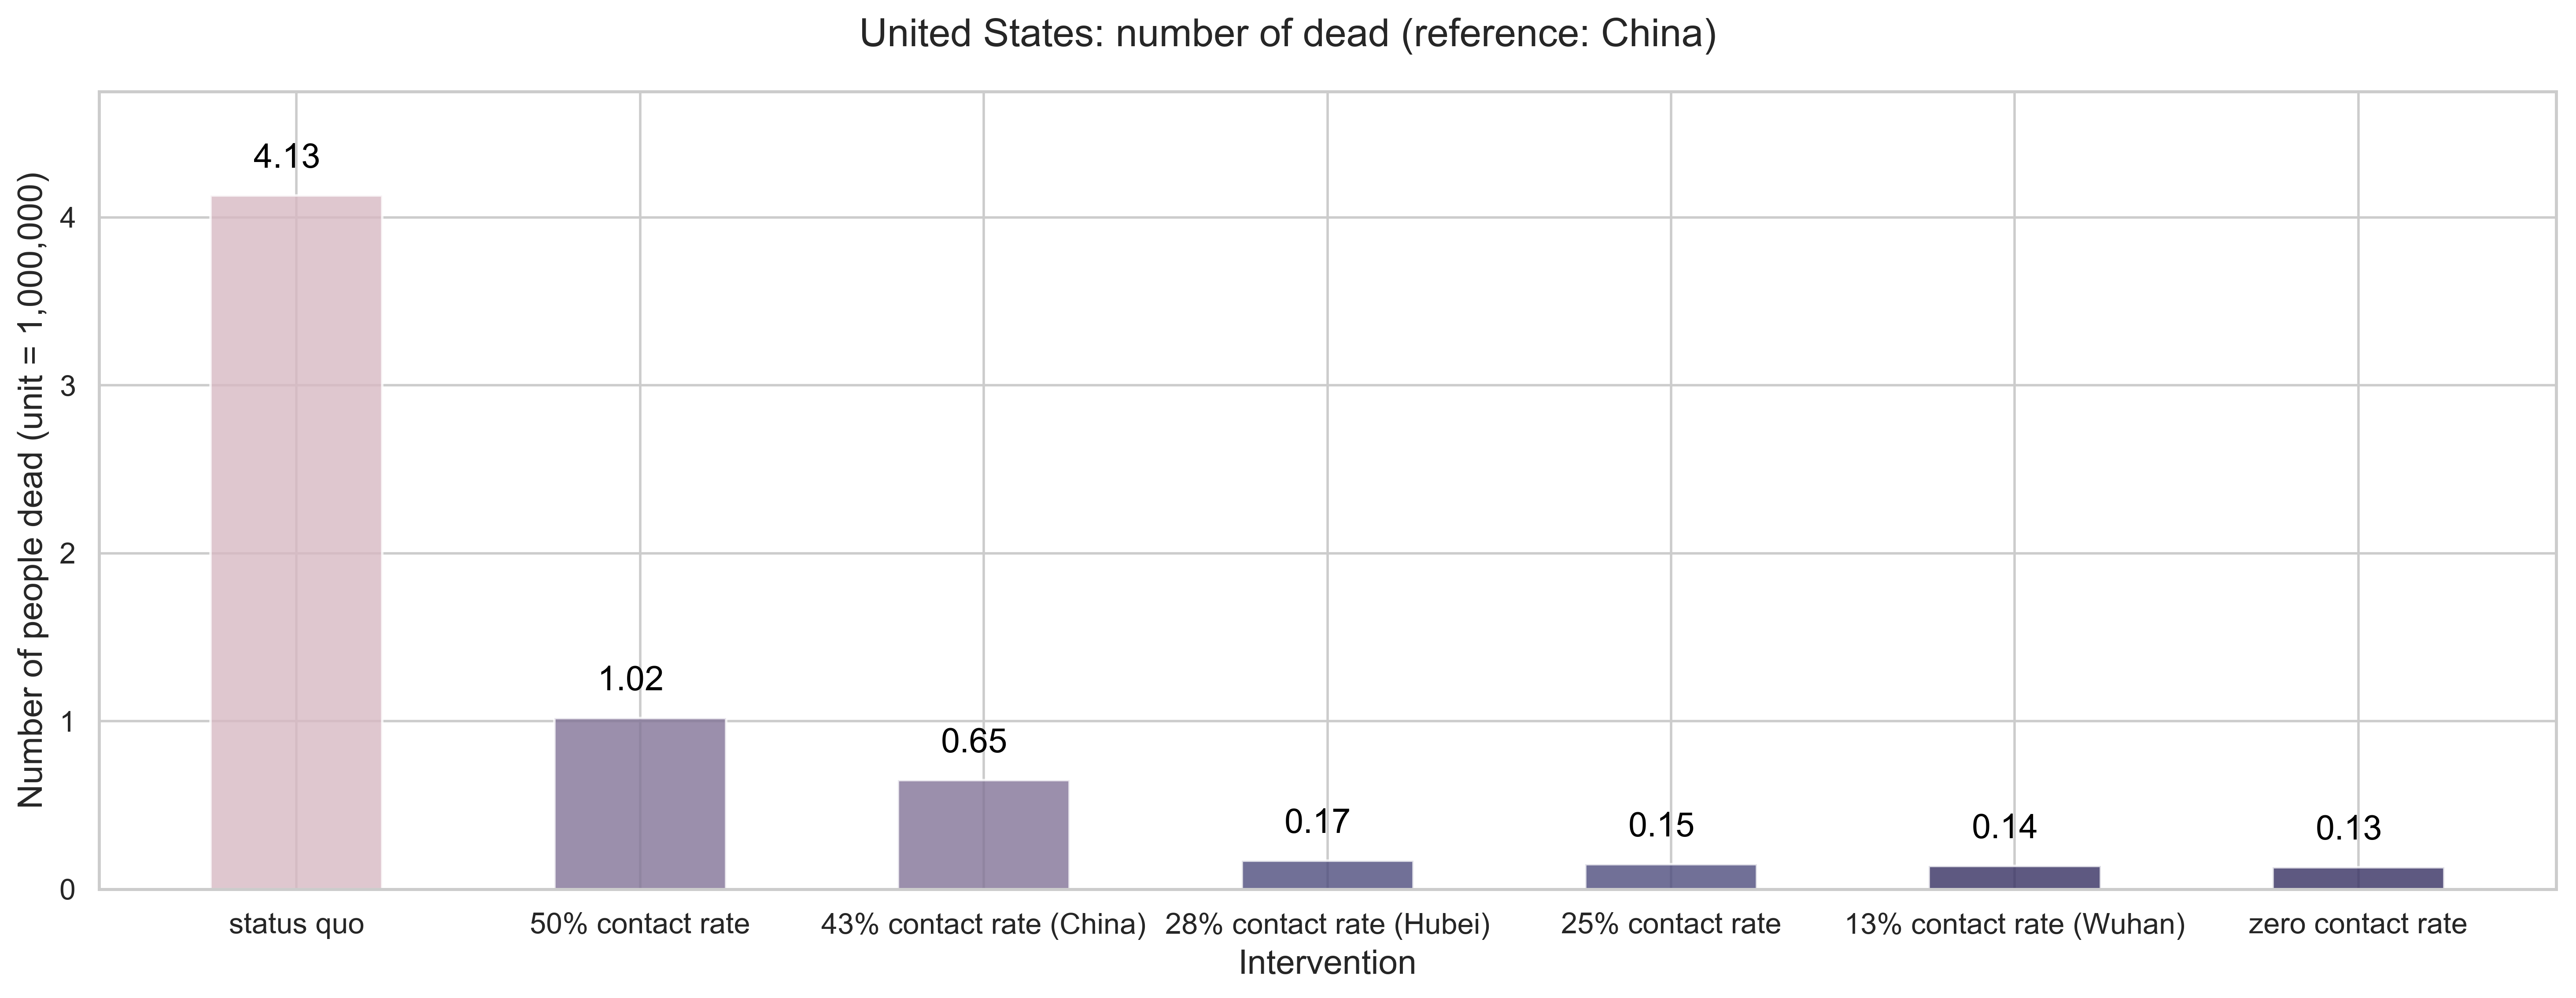 United States: number of dead (reference: China)
Number of people dead (unit = 1,000,000)
4
3
2
1
0
4.13
1.02
0.65
0.17
0.15
0.14
0.13
status quo
50% contact rate
43% contact rate (China)
28% contact rate (Hubei)
25% contact rate
13% contact rate (Wuhan)
zero contact rate
Intervention